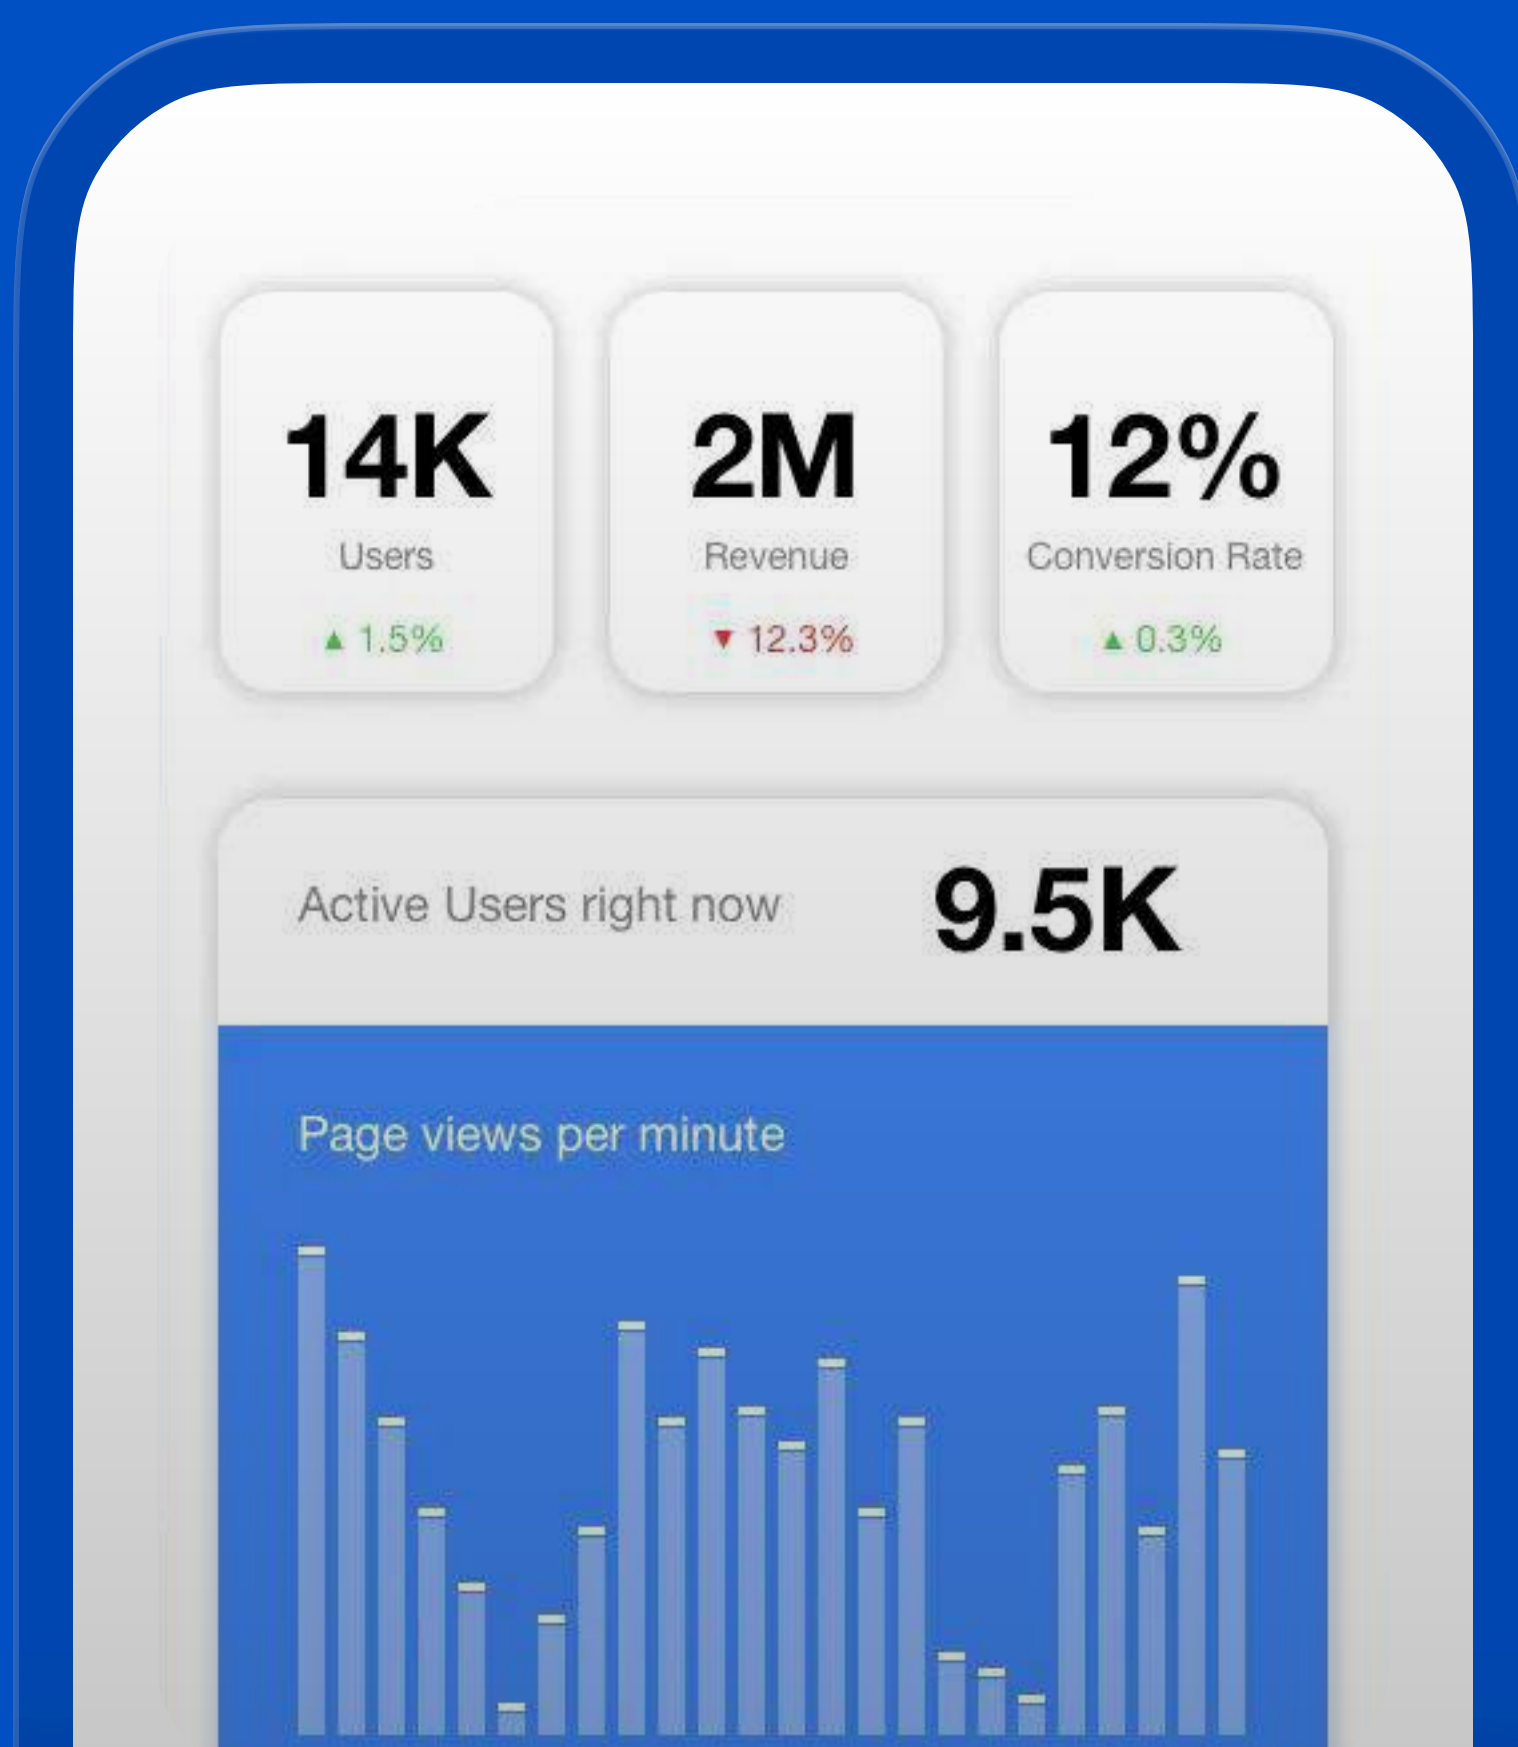 14K
Users
▲ 1.5%
2M
Revenue
▼ 12.3%
12%
Conversion Rate
▲ 0.3%
Active Users right now
9.5K
Page views per minute